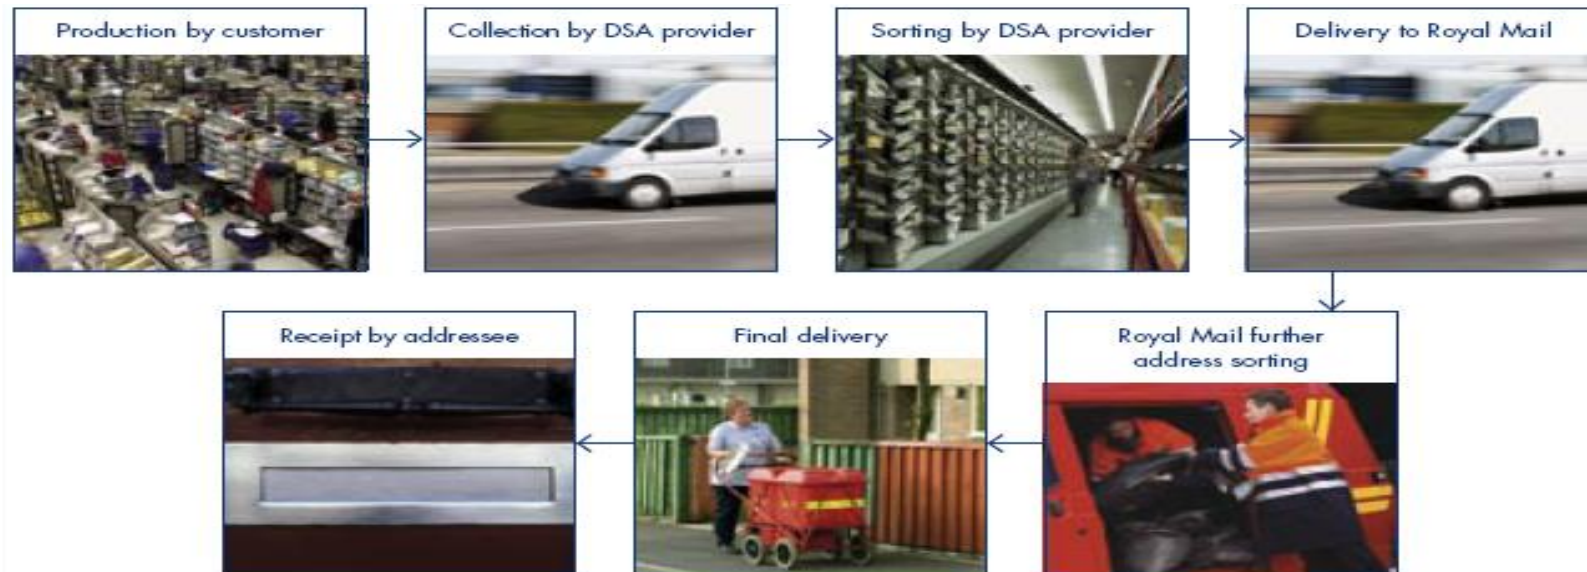 Production by customer
Collection by DSA provider
Sorting by DSA provider
Delivery to Royal Mail
Royal Mail further
address sorting
Final delivery
Receipt by addressee